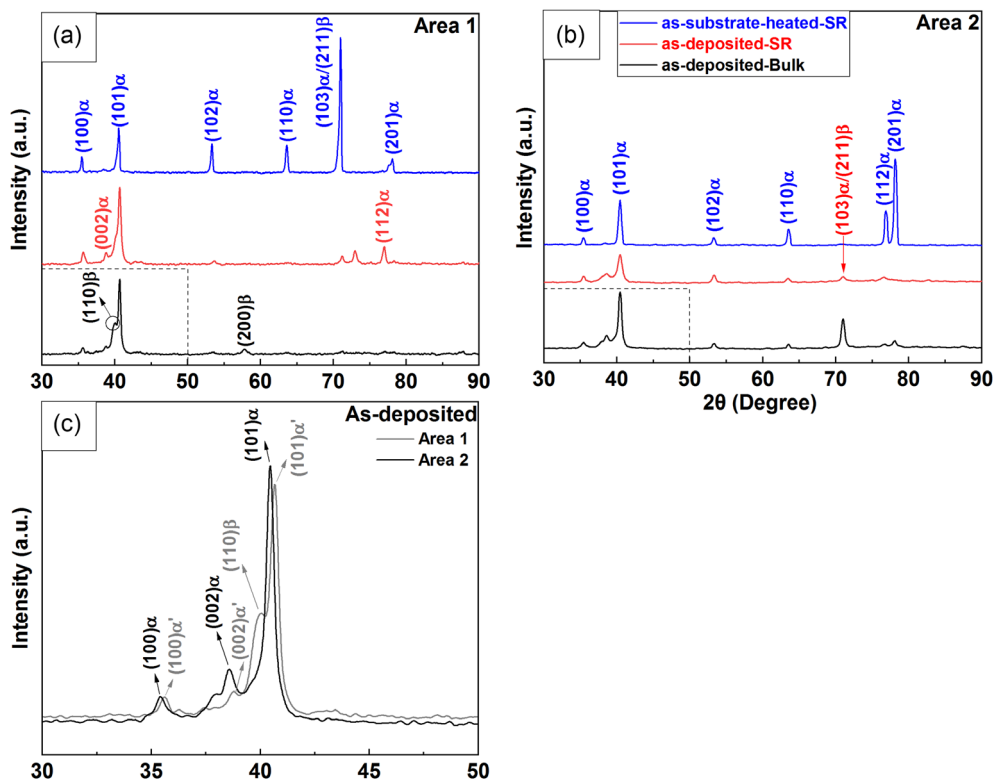 (a)
Area 1
Intensity (a.u.)
(100)α
(101)α
(102)α
(110)α
(103)α/(211)β
(201)α
(002)α
(112)α
(110)β
(200)β
30 40 50 60 70 80 90
(b)
Area 2
as-substrate-heated-SR
as-deposited-SR
as-deposited-Bulk
Intensity (a.u.)
(100)α
(101)α
(102)α
(110)α
(103)α/(211)β
(112)α
(201)α
30 40 50 60 70 80 90
2θ (Degree)
(c)
As-deposited
Area 1
Area 2
Intensity (a.u.)
(100)α
(100)α'
(002)α
(002)α'
(110)β
(101)α
(101)α'
30 35 40 45 50